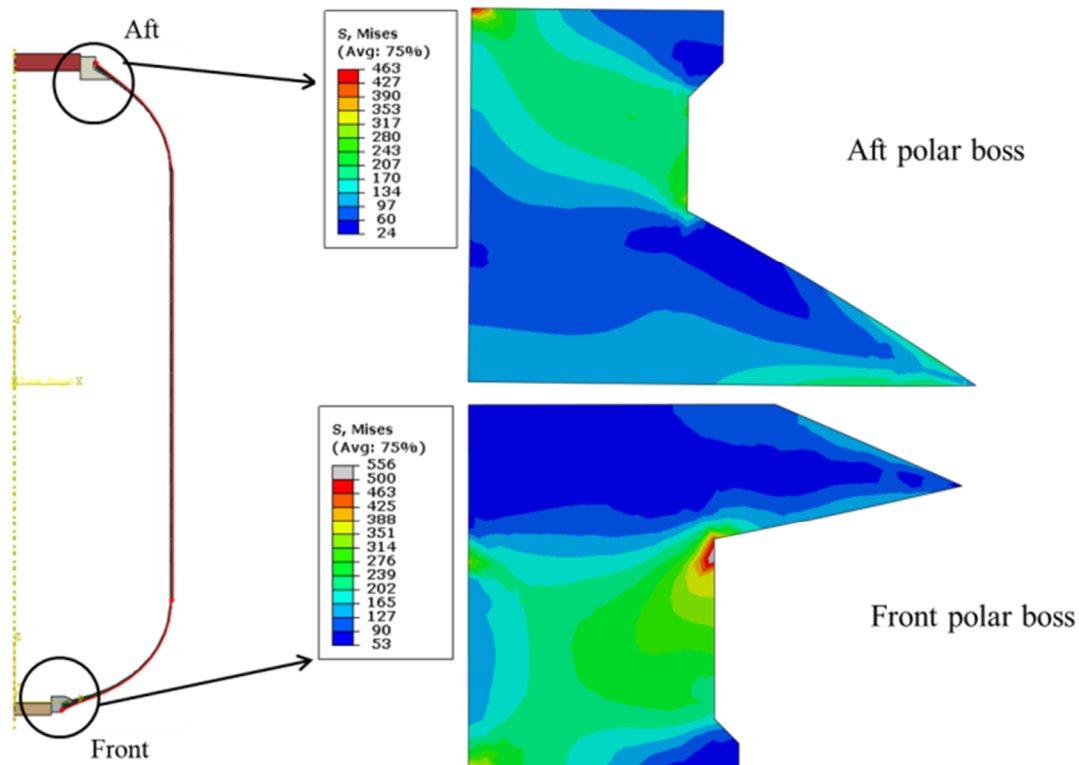 Aft
S, Mises
(Avg: 75%)
463
427
390
353
317
280
243
207
170
134
97
60
24
Aft polar boss
Y
X
S, Mises
(Avg: 75%)
556
500
463
425
388
351
314
276
239
202
165
127
90
53
Front polar boss
Front